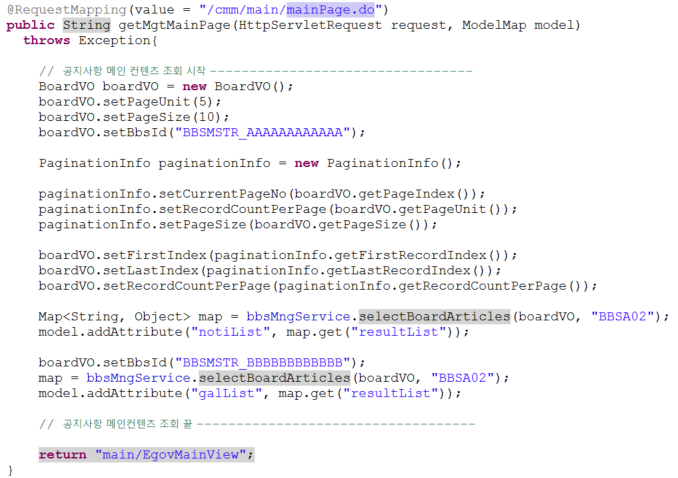 @RequestMapping(value = "/cmm/main/mainPage.do")
public String getMgtMainPage(HttpServletRequest request, ModelMap model)
  throws Exception{
    // 공지사항 메인 컨텐츠 조회 시작 ---------------------------------
    BoardVO boardVO = new BoardVO();
    boardVO.setPageUnit(5);
    boardVO.setPageSize(10);
    boardVO.setBbsId("BBSMSTR_AAAAAAAAAAAA");
    PaginationInfo paginationInfo = new PaginationInfo();
    paginationInfo.setCurrentPageNo(boardVO.getPageIndex());
    paginationInfo.setRecordCountPerPage(boardVO.getPageUnit());
    paginationInfo.setPageSize(boardVO.getPageSize());
    boardVO.setFirstIndex(paginationInfo.getFirstRecordIndex());
    boardVO.setLastIndex(paginationInfo.getLastRecordIndex());
    boardVO.setRecordCountPerPage(paginationInfo.getRecordCountPerPage());
    Map<String, Object> map = bbsMngService.selectBoardArticles(boardVO, "BBSA02");
    model.addAttribute("notiList", map.get("resultList"));
    boardVO.setBbsId("BBSMSTR_BBBBBBBBBBBB");
    map = bbsMngService.selectBoardArticles(boardVO, "BBSA02");
    model.addAttribute("galList", map.get("resultList"));
    // 공지사항 메인컨텐츠 조회 끝 -----------------------------------
    return "main/EgovMainView";
}